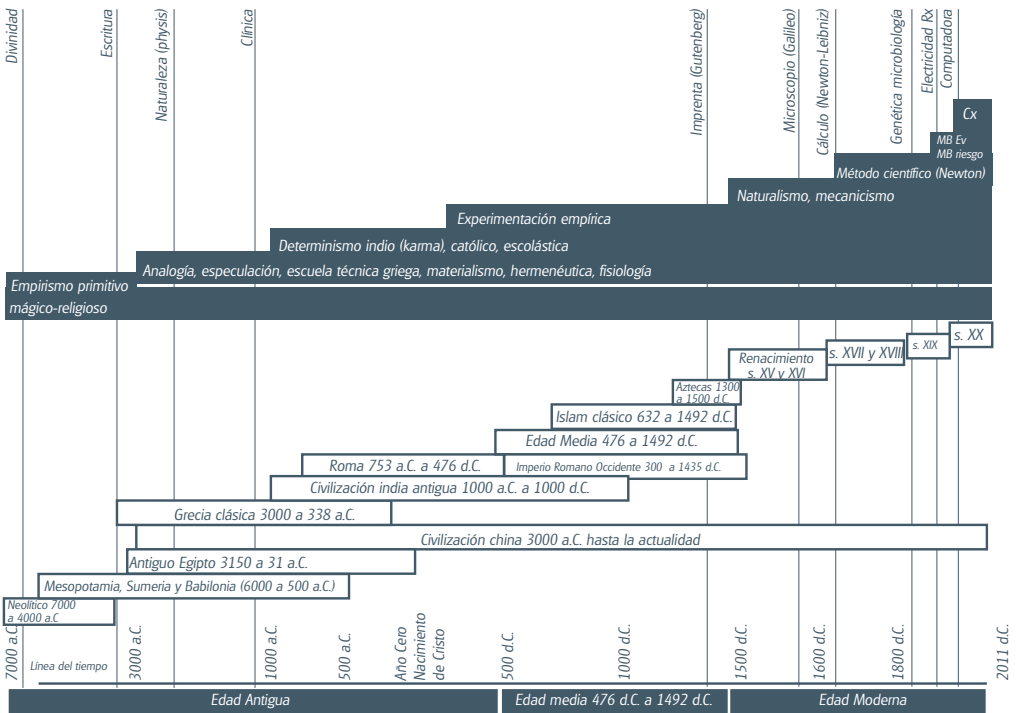 Divinidad
Escritura
Naturaleza (physis)
Clínica
Imprenta (Gutenberg)
Microscopio (Galileo)
Cálculo (Newton-Leibniz)
Genética microbiología
Electricidad Rx
Computadora
Cx
MB Ev
MB riesgo
Método científico (Newton)
Naturalismo, mecanicismo
Experimentación empírica
Determinismo indio (karma), católico, escolástica
Analogía, especulación, escuela técnica griega, materialismo, hermenéutica, fisiología
Empirismo primitivo
mágico-religioso
s. XX
s. XIX
s. XVII y XVIII
Renacimiento
s. XV y XVI
Aztecas 1300
a 1500 d.C.
Islam clásico 632 a 1492 d.C.
Edad Media 476 a 1492 d.C.
Roma 753 a.C. a 476 d.C.
Imperio Romano Occidente 300 a 1435 d.C.
Civilización india antigua 1000 a.C. a 1000 d.C.
Grecia clásica 3000 a 338 a.C.
Civilización china 3000 a.C. hasta la actualidad
Antiguo Egipto 3150 a 31 a.C.
Mesopotamia, Sumeria y Babilonia (6000 a 500 a.C.)
Neolítico 7000
a 4000 a.C
7000 a.C.
Línea del tiempo
3000 a.C.
1000 a.C.
500 a.C.
Año Cero
Nacimiento
de Cristo
500 d.C.
1000 d.C.
1500 d.C.
1600 d.C.
1800 d.C.
2011 d.C.
Edad Antigua
Edad media 476 d.C. a 1492 d.C.
Edad Moderna